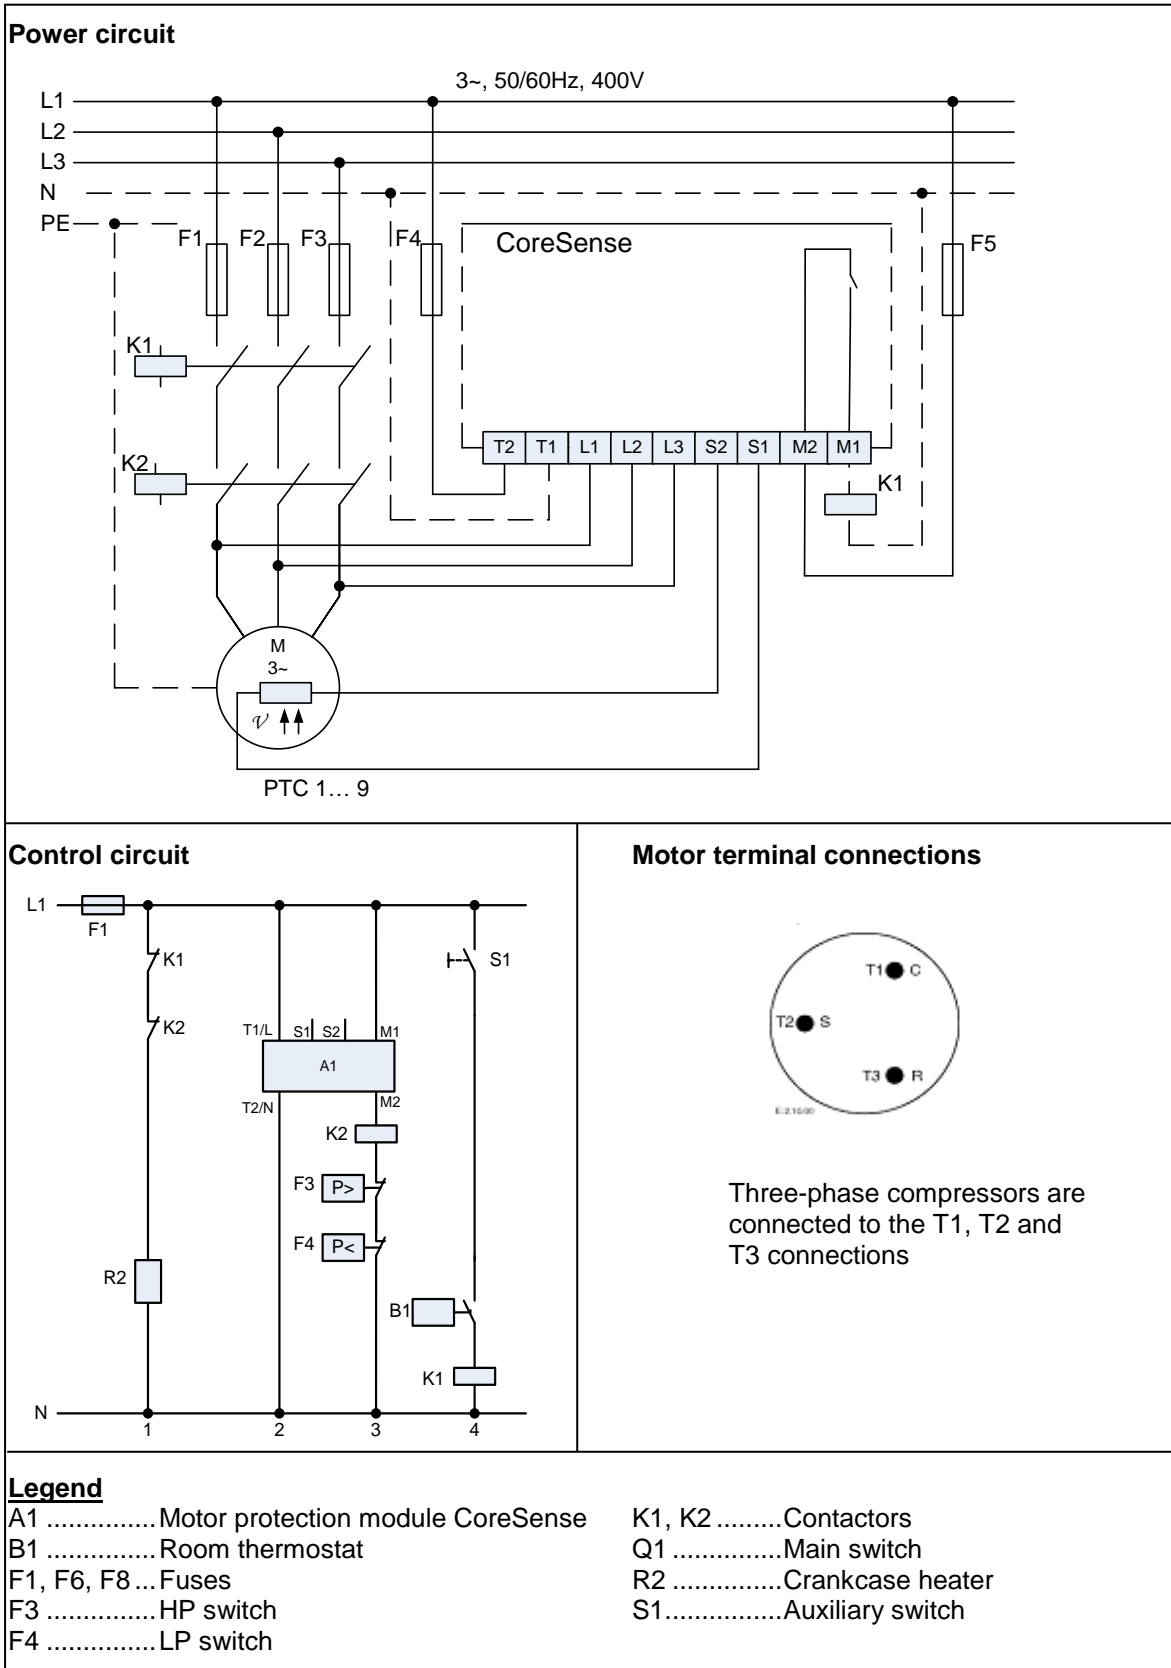 Power circuit
3~, 50/60Hz, 400V
L1
L2
L3
N
PE
F1
F2
F3
F4
CoreSense
F5
K1
T2 T1 L1 L2 L3 S2 S1 M2 M1
K2
K1
M
3~
PTC 1… 9
Control circuit
L1
F1
K1
S1
K2
T1/L S1 S2 M1
A1
T2/N M2
K2
F3 P>
F4 P<
R2
B1
K1
N
1 2 3 4
Motor terminal connections
T1 C
T2 S
T3 R
Three-phase compressors are
connected to the T1, T2 and
T3 connections
Legend
A1 ...............Motor protection module CoreSense
B1 ...............Room thermostat
F1, F6, F8 ...Fuses
F3 ...............HP switch
F4 ...............LP switch
K1, K2 .........Contactors
Q1 ...............Main switch
R2 ...............Crankcase heater
S1................Auxiliary switch